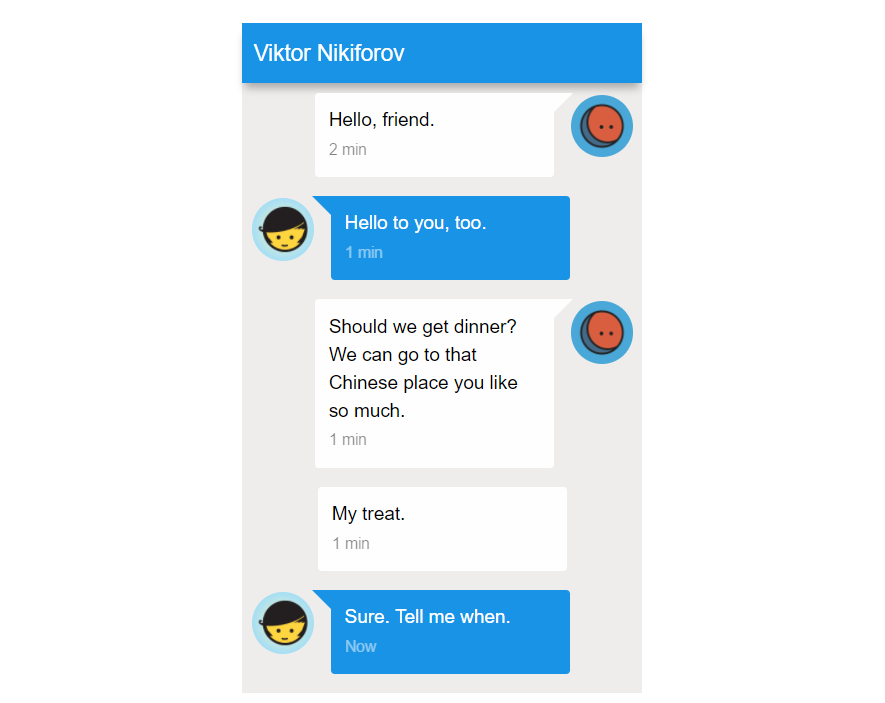 Viktor Nikiforov
Hello, friend.
2 min
Hello to you, too.
1 min
Should we get dinner?
We can go to that
Chinese place you like
so much.
1 min
My treat.
1 min
Sure. Tell me when.
Now